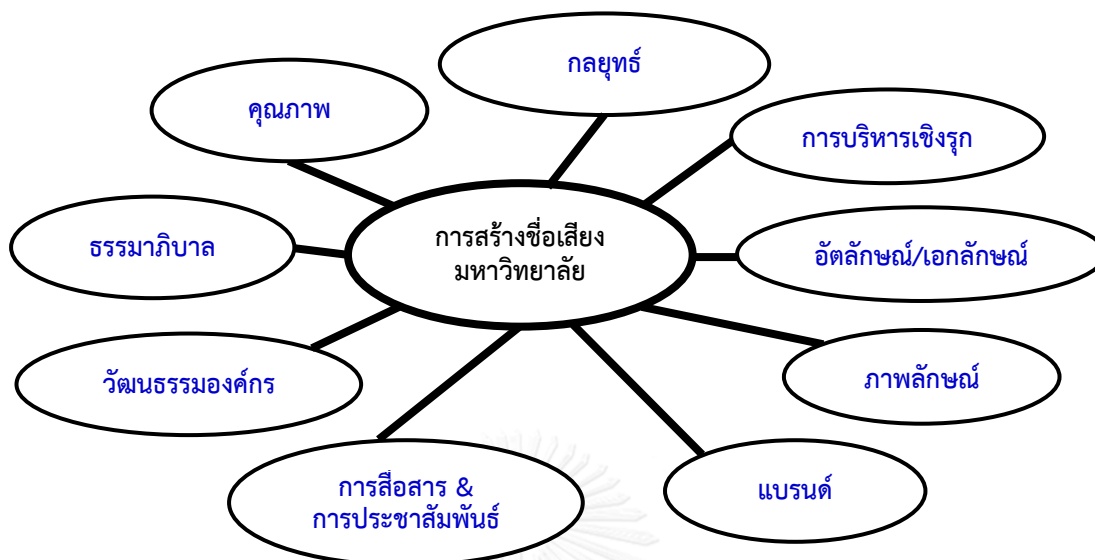 กลยุทธ์
คุณภาพ
การบริหารเชิงรุก
การสร้างชื่อเสียง
มหาวิทยาลัย
ธรรมาภิบาล
อัตลักษณ์/เอกลักษณ์
วัฒนธรรมองค์กร
ภาพลักษณ์
การสื่อสาร &
การประชาสัมพันธ์
แบรนด์